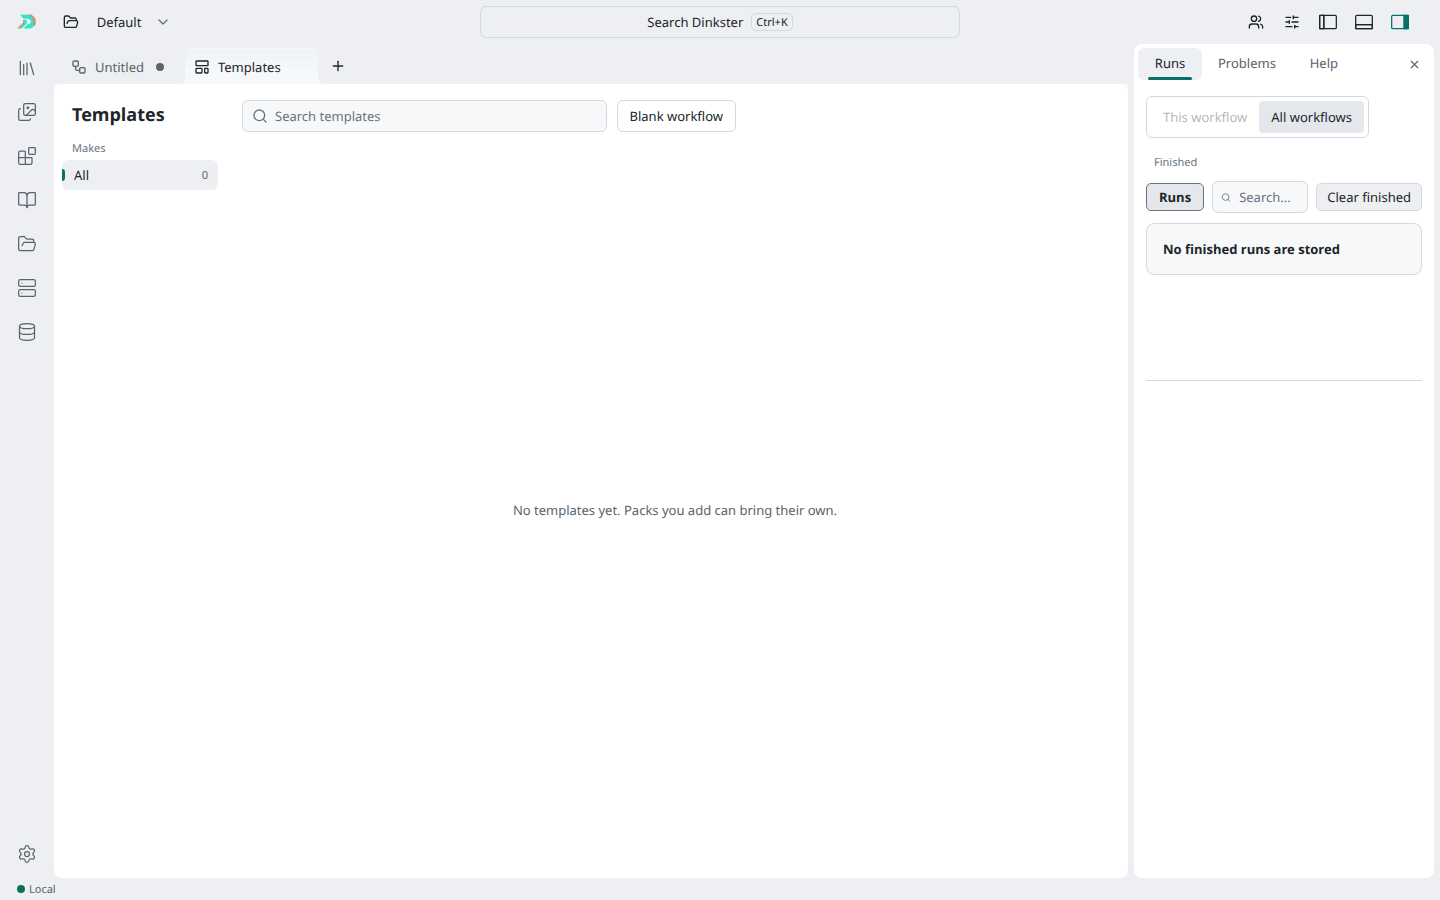 Default
Search Dinkster Ctrl+K
Untitled
Templates
Runs
Problems
Help
Templates
Search templates
Blank workflow
Makes
All 0
No templates yet. Packs you add can bring their own.
This workflow
All workflows
Finished
Runs
Search...
Clear finished
No finished runs are stored
Local